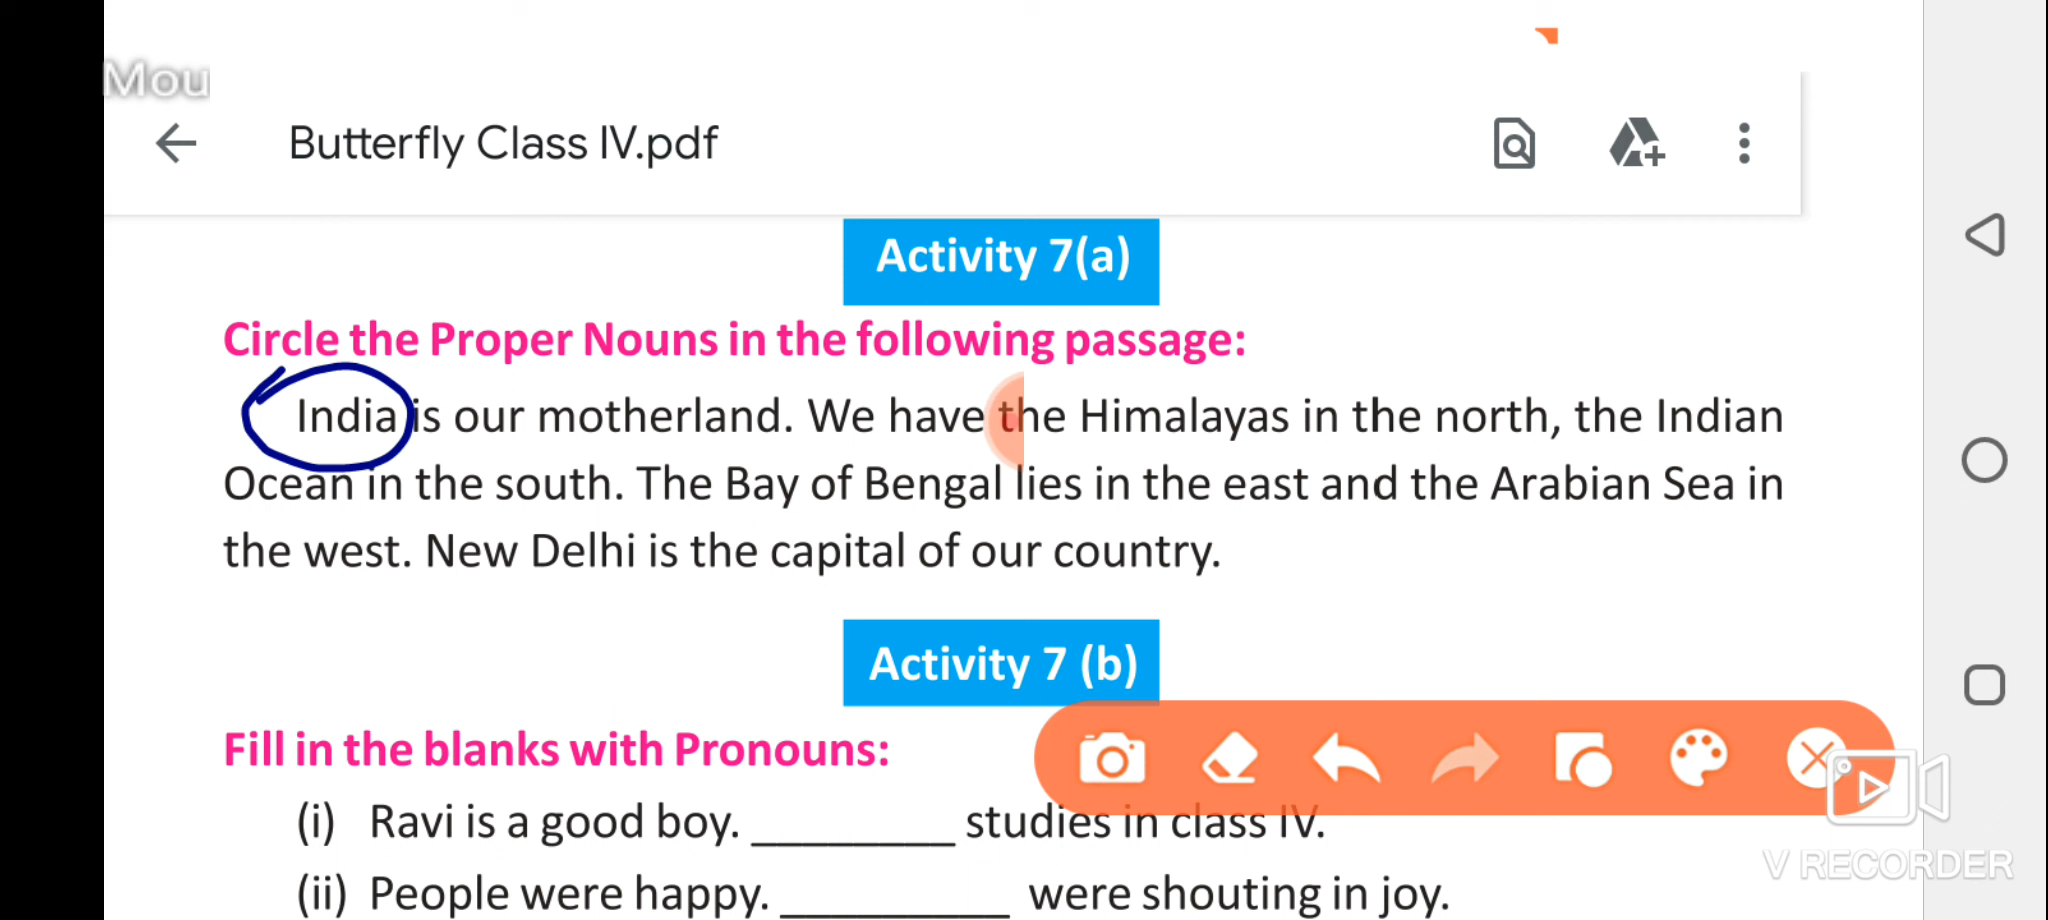 Mou
Butterfly Class IV.pdf
Activity 7(a)
Circle the Proper Nouns in the following passage:
India is our motherland. We have the Himalayas in the north, the Indian
Ocean in the south. The Bay of Bengal lies in the east and the Arabian Sea in
the west. New Delhi is the capital of our country.
Activity 7 (b)
Fill in the blanks with Pronouns:
(i) Ravi is a good boy. ________ studies in class IV.
(ii) People were happy. _________ were shouting in joy.
V RECORDER